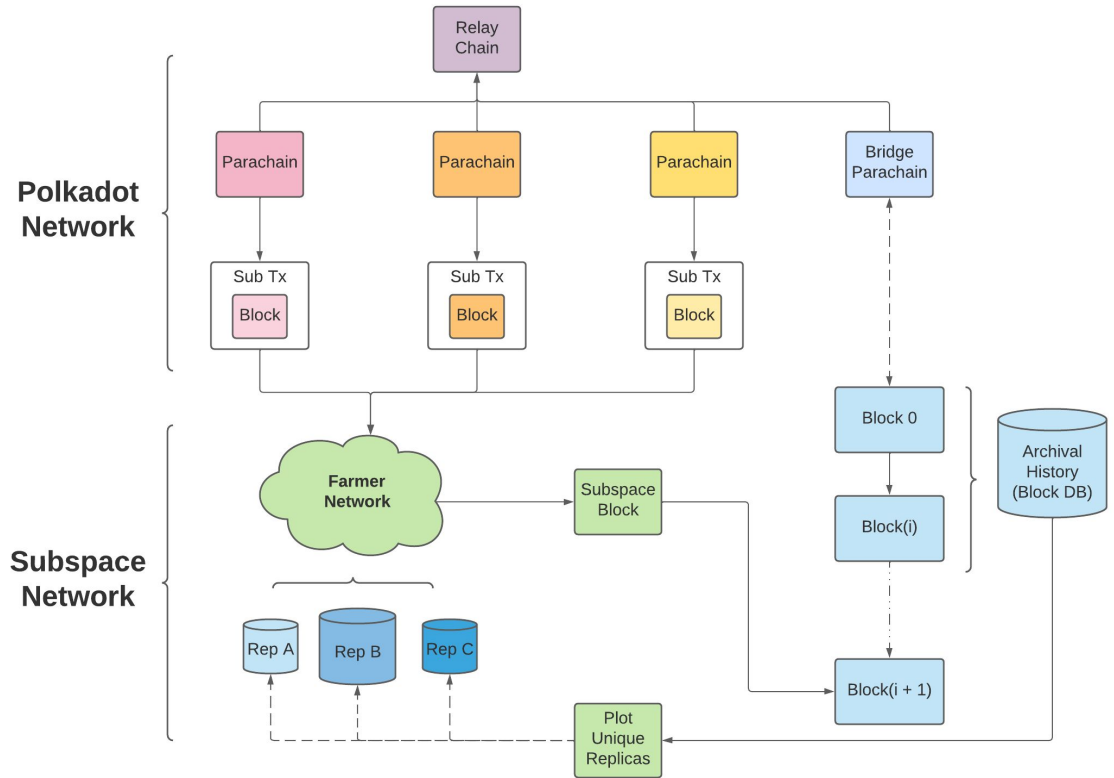 Relay
Chain
Polkadot
Network
Parachain
Parachain
Parachain
Bridge
Parachain
Sub Tx
Block
Sub Tx
Block
Sub Tx
Block
Block 0
Archival
History
(Block DB)
Subspace
Network
Farmer
Network
Subspace
Block
Block(i)
Rep A
Rep B
Rep C
Block(i + 1)
Plot
Unique
Replicas